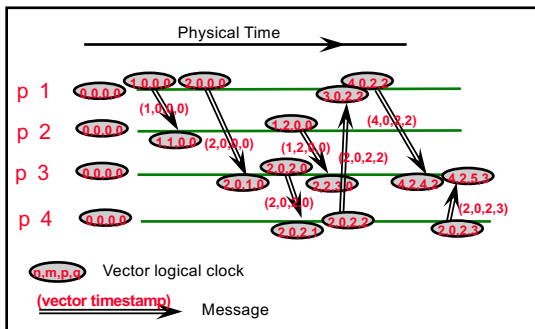 Physical Time
p 1
0,0,0,0
1,0,0,0
2,0,0,0
3,0,2,2
4,0,2,2
(1,0,0,0)
(2,0,0,0)
(4,0,2,2)
p 2
0,0,0,0
1,1,0,0
1,2,0,0
(1,2,0,0)
(2,0,2,2)
p 3
0,0,0,0
2,0,1,0
2,0,2,0
2,2,3,0
4,2,4,2
4,2,5,3
(2,0,2,0)
(2,0,2,3)
p 4
0,0,0,0
2,0,2,1
2,0,2,2
2,0,2,3
n,m,p,q
Vector logical clock
(vector timestamp)
Message